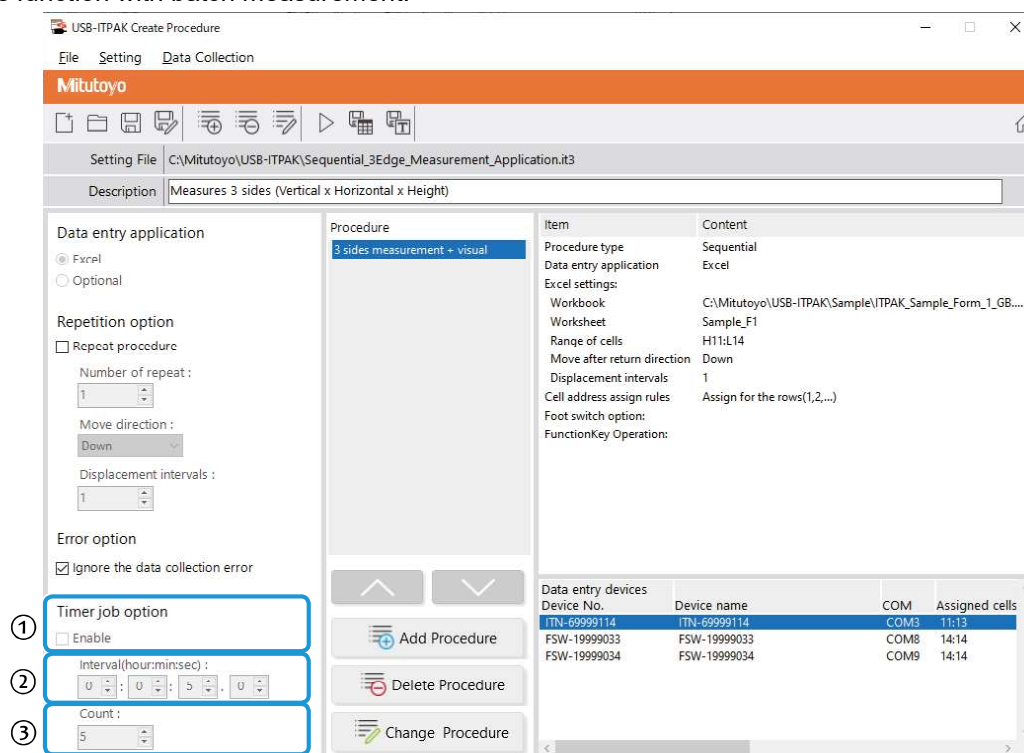 function with batch measurement.
USB-ITPAK Create Procedure
File Setting Data Collection
Mitutoyo
Setting File C:\Mitutoyo\USB-ITPAK\Sequential_3Edge_Measurement_Application.it3
Description Measures 3 sides (Vertical x Horizontal x Height)
Data entry application
Excel
Optional
Repetition option
Repeat procedure
Number of repeat :
1
Move direction :
Down
Displacement intervals :
1
Error option
Ignore the data collection error
① Timer job option
Enable
② Interval(hour:min:sec) :
0 : 0 : 5 . 0
③ Count :
5
Procedure
3 sides measurement + visual
Add Procedure
Delete Procedure
Change Procedure
Item Content
Procedure type Sequential
Data entry application Excel
Excel settings:
Workbook C:\Mitutoyo\USB-ITPAK\Sample\ITPAK_Sample_Form_1_GB....
Worksheet Sample_F1
Range of cells H11:L14
Move after return direction Down
Displacement intervals 1
Cell address assign rules Assign for the rows(1,2,...)
Foot switch option:
FunctionKey Operation:
Data entry devices
Device No. Device name COM Assigned cells
ITN-69999114 ITN-69999114 COM3 11:13
FSW-19999033 FSW-19999033 COM8 14:14
FSW-19999034 FSW-19999034 COM9 14:14